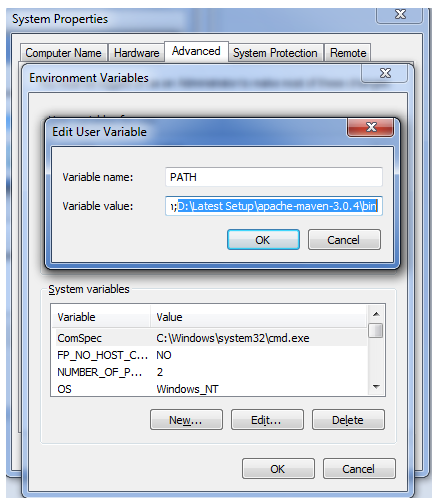 System Properties
Computer Name Hardware Advanced System Protection Remote
Environment Variables
Edit User Variable
Variable name: PATH
Variable value: ;D:\Latest Setup\apache-maven-3.0.4\bin
OK Cancel
System variables
Variable Value
ComSpec C:\Windows\system32\cmd.exe
FP_NO_HOST_C... NO
NUMBER_OF_P... 2
OS Windows_NT
New... Edit... Delete
OK Cancel